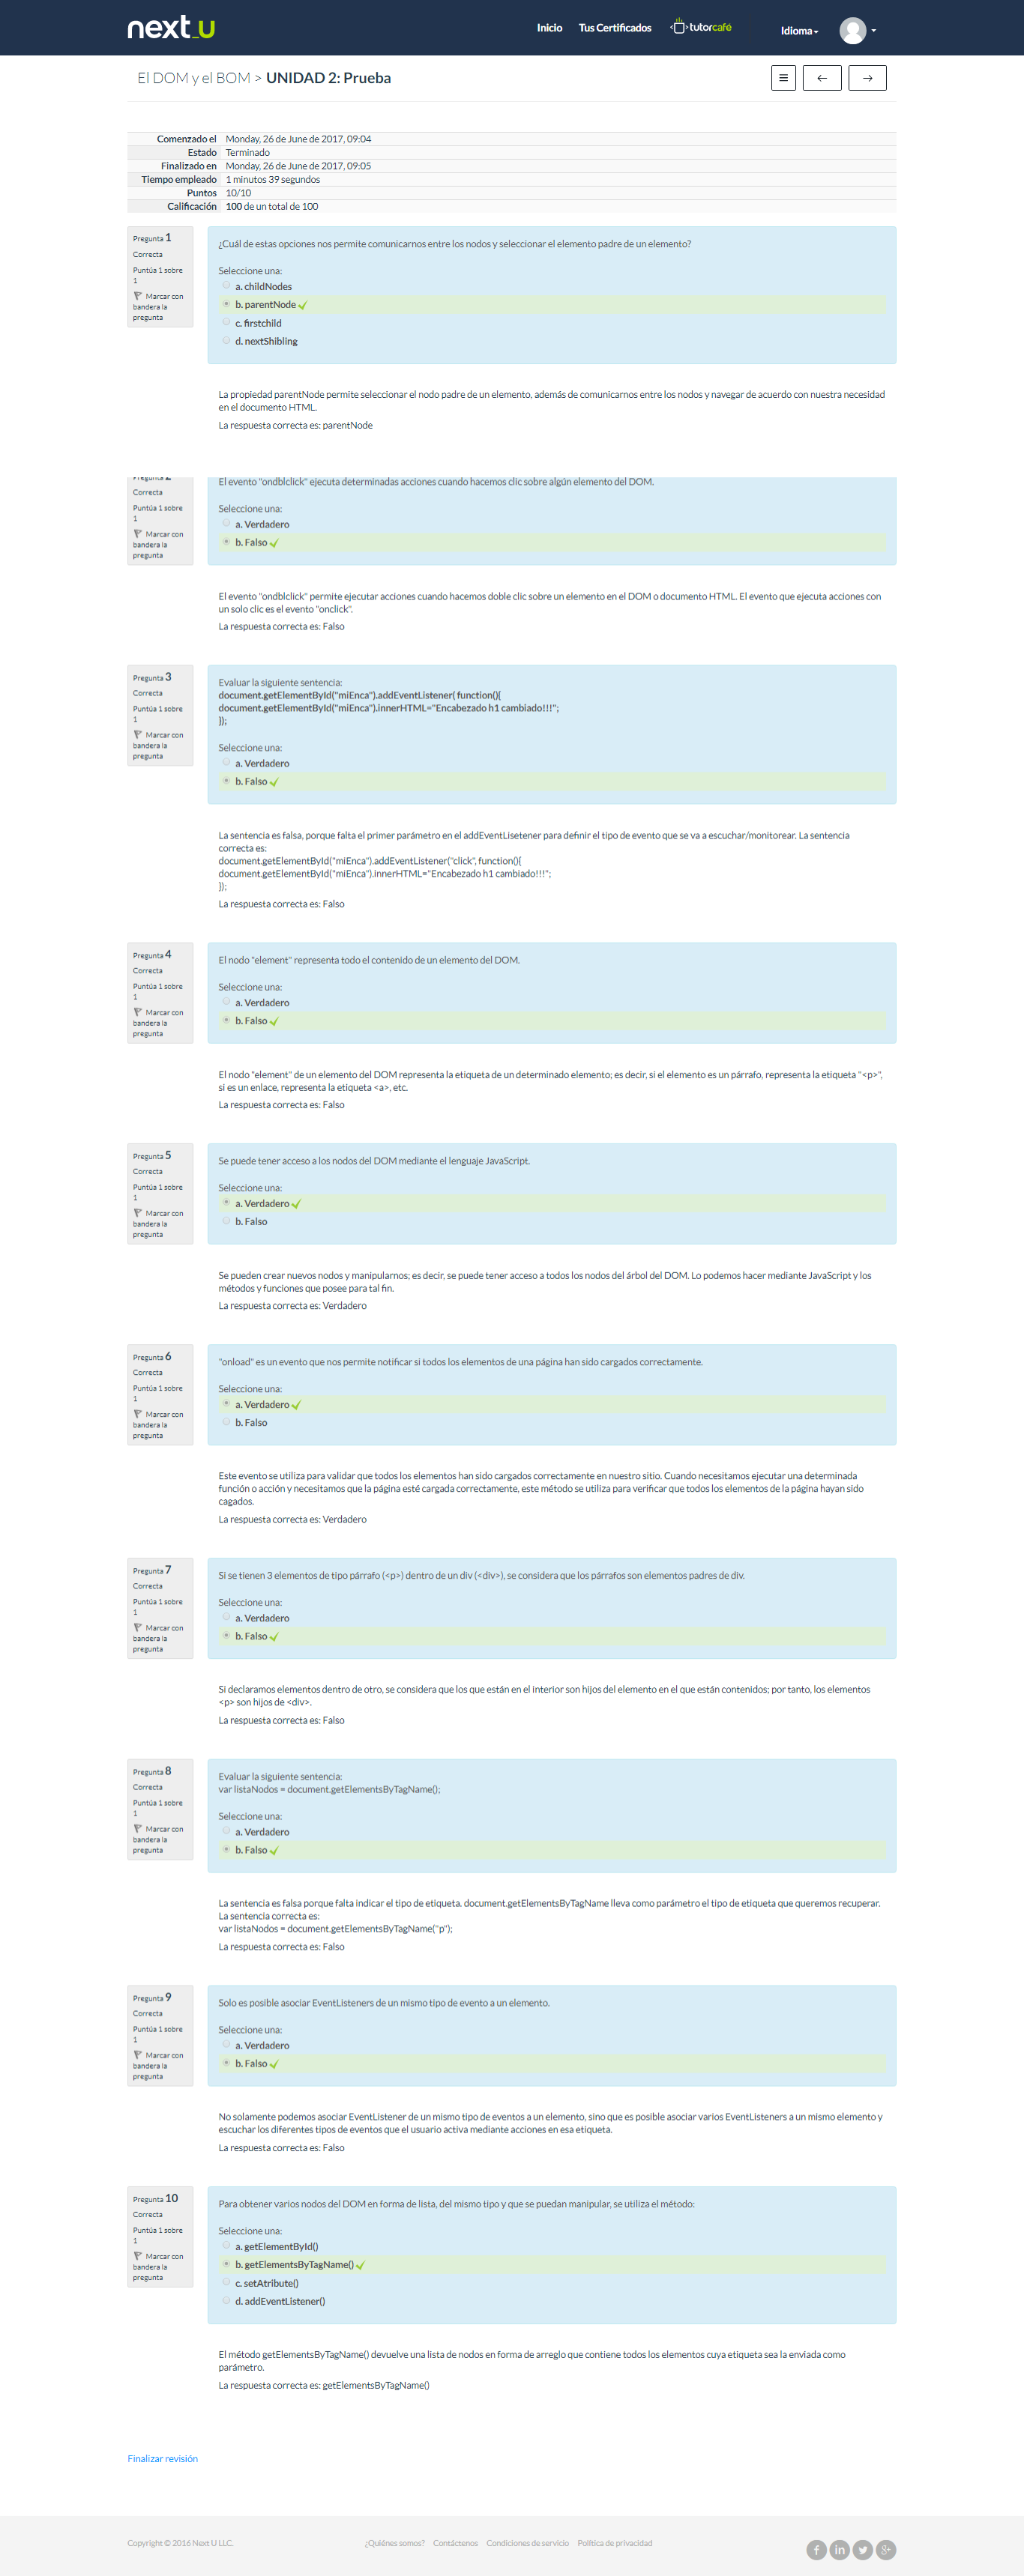 next_U
Inicio Tus Certificados tutorcafé Idioma
El DOM y el BOM > UNIDAD 2: Prueba
Comenzado el Monday, 26 de June de 2017, 09:04
Estado Terminado
Finalizado en Monday, 26 de June de 2017, 09:05
Tiempo empleado 1 minutos 39 segundos
Puntos 10/10
Calificación 100 de un total de 100
Pregunta 1
Correcta
Puntúa 1 sobre
1
Marcar con
bandera la
pregunta
¿Cuál de estas opciones nos permite comunicarnos entre los nodos y seleccionar el elemento padre de un elemento?
Seleccione una:
a. childNodes
b. parentNode
c. firstchild
d. nextShibling
La propiedad parentNode permite seleccionar el nodo padre de un elemento, además de comunicarnos entre los nodos y navegar de acuerdo con nuestra necesidad
en el documento HTML.
La respuesta correcta es: parentNode
Pregunta 2
Correcta
Puntúa 1 sobre
1
Marcar con
bandera la
pregunta
El evento "ondblclick" ejecuta determinadas acciones cuando hacemos clic sobre algún elemento del DOM.
Seleccione una:
a. Verdadero
b. Falso
El evento "ondblclick" permite ejecutar acciones cuando hacemos doble clic sobre un elemento en el DOM o documento HTML. El evento que ejecuta acciones con
un solo clic es el evento "onclick".
La respuesta correcta es: Falso
Pregunta 3
Correcta
Puntúa 1 sobre
1
Marcar con
bandera la
pregunta
Evaluar la siguiente sentencia:
document.getElementById("miEnca").addEventListener( function(){
document.getElementById("miEnca").innerHTML="Encabezado h1 cambiado!!!";
});
Seleccione una:
a. Verdadero
b. Falso
La sentencia es falsa, porque falta el primer parámetro en el addEventLisetener para definir el tipo de evento que se va a escuchar/monitorear. La sentencia
correcta es:
document.getElementById("miEnca").addEventListener("click", function(){
document.getElementById("miEnca").innerHTML="Encabezado h1 cambiado!!!";
});
La respuesta correcta es: Falso
Pregunta 4
Correcta
Puntúa 1 sobre
1
Marcar con
bandera la
pregunta
El nodo "element" representa todo el contenido de un elemento del DOM.
Seleccione una:
a. Verdadero
b. Falso
El nodo "element" de un elemento del DOM representa la etiqueta de un determinado elemento; es decir, si el elemento es un párrafo, representa la etiqueta "<p>",
si es un enlace, representa la etiqueta <a>, etc.
La respuesta correcta es: Falso
Pregunta 5
Correcta
Puntúa 1 sobre
1
Marcar con
bandera la
pregunta
Se puede tener acceso a los nodos del DOM mediante el lenguaje JavaScript.
Seleccione una:
a. Verdadero
b. Falso
Se pueden crear nuevos nodos y manipularnos; es decir, se puede tener acceso a todos los nodos del árbol del DOM. Lo podemos hacer mediante JavaScript y los
métodos y funciones que posee para tal fin.
La respuesta correcta es: Verdadero
Pregunta 6
Correcta
Puntúa 1 sobre
1
Marcar con
bandera la
pregunta
"onload" es un evento que nos permite notificar si todos los elementos de una página han sido cargados correctamente.
Seleccione una:
a. Verdadero
b. Falso
Este evento se utiliza para validar que todos los elementos han sido cargados correctamente en nuestro sitio. Cuando necesitamos ejecutar una determinada
función o acción y necesitamos que la página esté cargada correctamente, este método se utiliza para verificar que todos los elementos de la página hayan sido
cagados.
La respuesta correcta es: Verdadero
Pregunta 7
Correcta
Puntúa 1 sobre
1
Marcar con
bandera la
pregunta
Si se tienen 3 elementos de tipo párrafo (<p>) dentro de un div (<div>), se considera que los párrafos son elementos padres de div.
Seleccione una:
a. Verdadero
b. Falso
Si declaramos elementos dentro de otro, se considera que los que están en el interior son hijos del elemento en el que están contenidos; por tanto, los elementos
<p> son hijos de <div>.
La respuesta correcta es: Falso
Pregunta 8
Correcta
Puntúa 1 sobre
1
Marcar con
bandera la
pregunta
Evaluar la siguiente sentencia:
var listaNodos = document.getElementsByTagName();
Seleccione una:
a. Verdadero
b. Falso
La sentencia es falsa porque falta indicar el tipo de etiqueta. document.getElementsByTagName lleva como parámetro el tipo de etiqueta que queremos recuperar.
La sentencia correcta es:
var listaNodos = document.getElementsByTagName("p");
La respuesta correcta es: Falso
Pregunta 9
Correcta
Puntúa 1 sobre
1
Marcar con
bandera la
pregunta
Solo es posible asociar EventListeners de un mismo tipo de evento a un elemento.
Seleccione una:
a. Verdadero
b. Falso
No solamente podemos asociar EventListener de un mismo tipo de eventos a un elemento, sino que es posible asociar varios EventListeners a un mismo elemento y
escuchar los diferentes tipos de eventos que el usuario activa mediante acciones en esa etiqueta.
La respuesta correcta es: Falso
Pregunta 10
Correcta
Puntúa 1 sobre
1
Marcar con
bandera la
pregunta
Para obtener varios nodos del DOM en forma de lista, del mismo tipo y que se puedan manipular, se utiliza el método:
Seleccione una:
a. getElementById()
b. getElementsByTagName()
c. setAtribute()
d. addEventListener()
El método getElementsByTagName() devuelve una lista de nodos en forma de arreglo que contiene todos los elementos cuya etiqueta sea la enviada como
parámetro.
La respuesta correcta es: getElementsByTagName()
Finalizar revisión
Copyright © 2016 Next U LLC. ¿Quiénes somos? Contáctenos Condiciones de servicio Política de privacidad